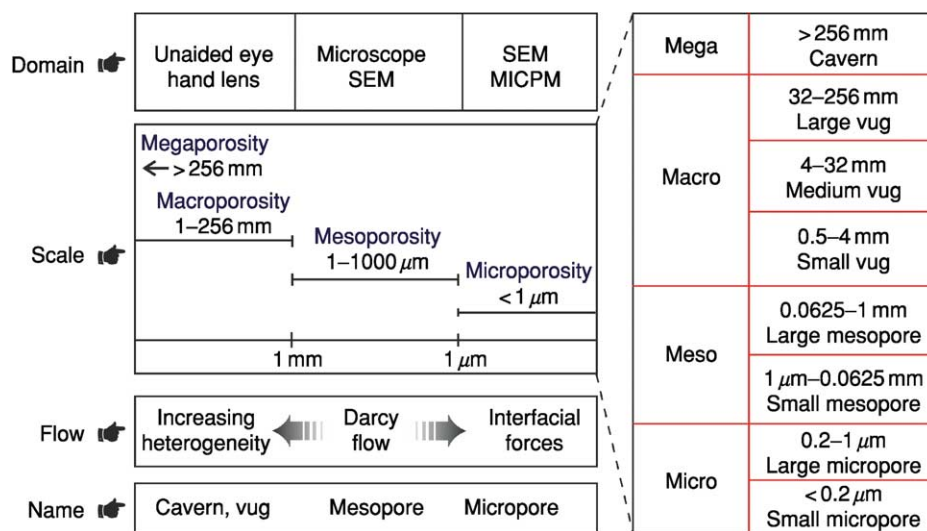 Domain
Unaided eye
hand lens
Microscope
SEM
SEM
MICPM
Scale
Megaporosity
> 256 mm
Macroporosity
1–256 mm
Mesoporosity
1–1000 µm
Microporosity
< 1 µm
1 mm
1 µm
Flow
Increasing
heterogeneity
Darcy
flow
Interfacial
forces
Name
Cavern, vug
Mesopore
Micropore
Mega
> 256 mm
Cavern
Macro
32–256 mm
Large vug
4–32 mm
Medium vug
0.5–4 mm
Small vug
Meso
0.0625–1 mm
Large mesopore
1 µm–0.0625 mm
Small mesopore
Micro
0.2–1 µm
Large micropore
< 0.2 µm
Small micropore